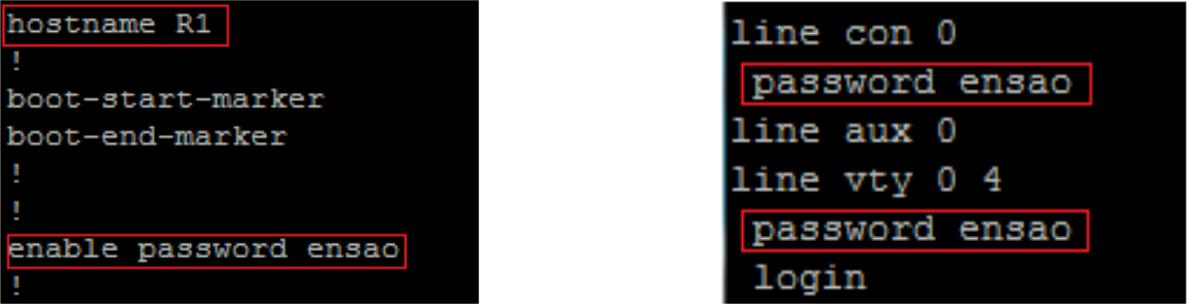 hostname R1
!
boot-start-marker
boot-end-marker
!
!
enable password ensao
!
line con 0
password ensao
line aux 0
line vty 0 4
password ensao
login